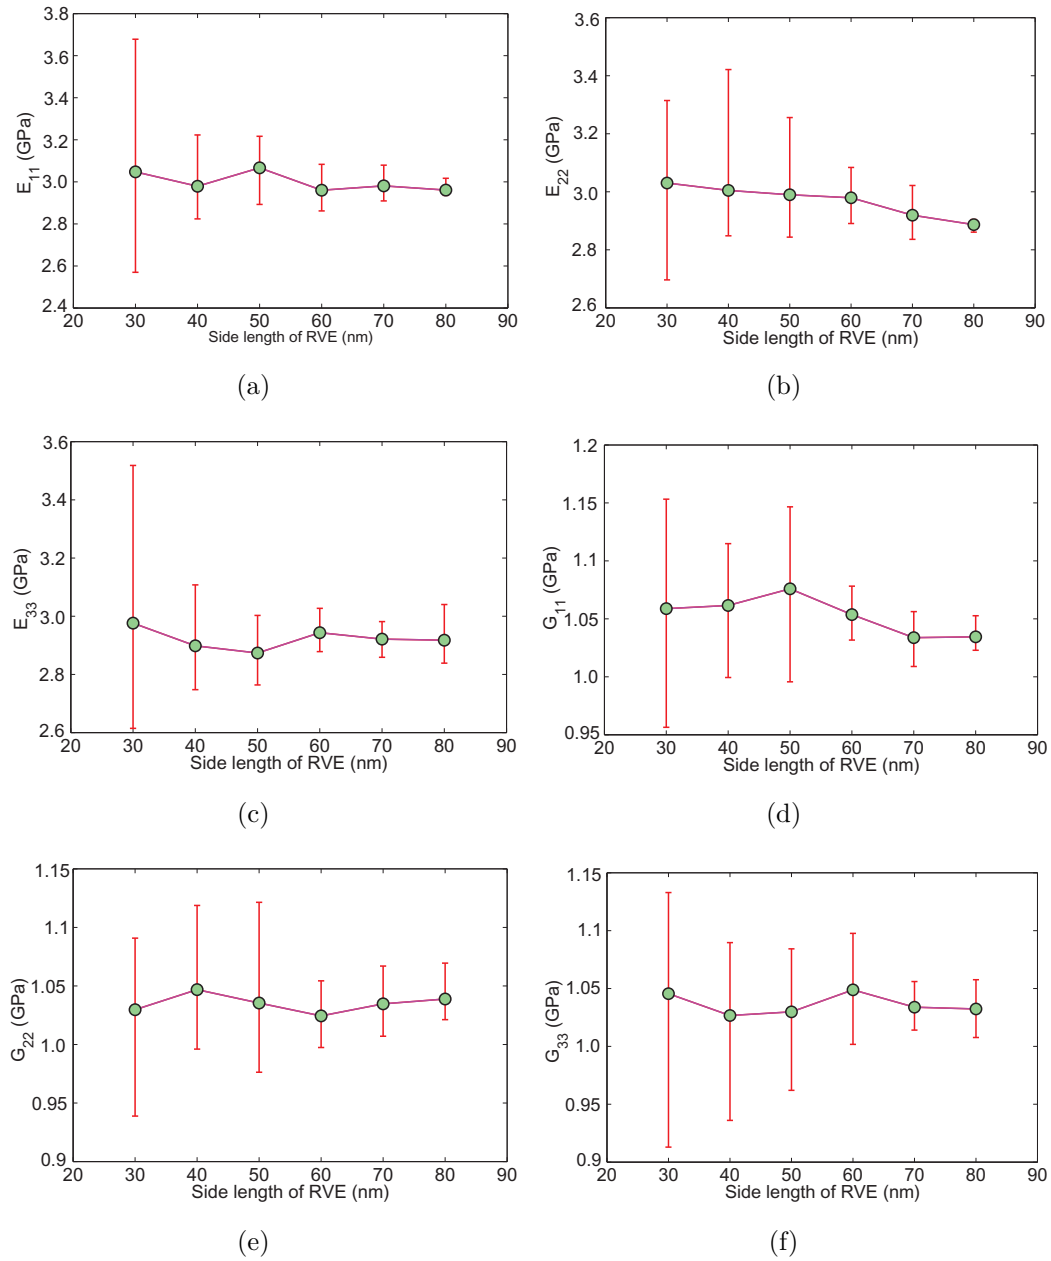 3.8
3.6
3.4
3.2
3.0
2.8
2.6
2.4
E11 (GPa)
20 30 40 50 60 70 80 90
Side length of RVE (nm)
(a)
3.6
3.4
3.2
3.0
2.8
2.6
E22 (GPa)
20 30 40 50 60 70 80 90
Side length of RVE (nm)
(b)
3.6
3.4
3.2
3.0
2.8
2.6
E33 (GPa)
20 30 40 50 60 70 80 90
Side length of RVE (nm)
(c)
1.2
1.15
1.1
1.05
1.0
0.95
G11 (GPa)
20 30 40 50 60 70 80 90
Side length of RVE (nm)
(d)
1.15
1.1
1.05
1.0
0.95
0.9
G22 (GPa)
20 30 40 50 60 70 80 90
Side length of RVE (nm)
(e)
1.15
1.1
1.05
1.0
0.95
0.9
G33 (GPa)
20 30 40 50 60 70 80 90
Side length of RVE (nm)
(f)